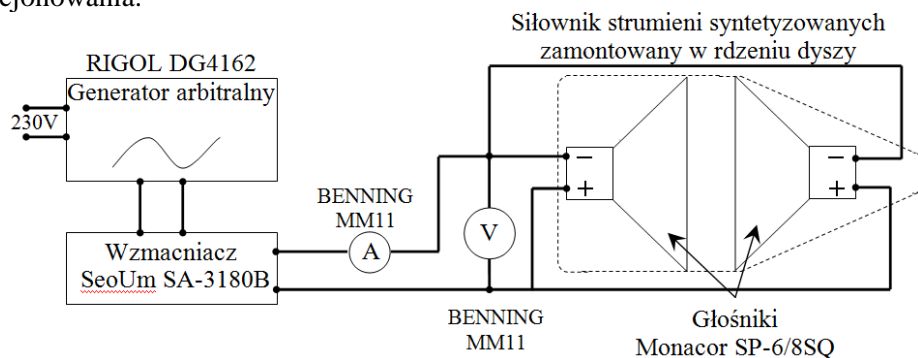 cjonowania.
Siłownik strumieni syntetyzowanych
zamontowany w rdzeniu dyszy
RIGOL DG4162
Generator arbitralny
230V
BENNING
MM11
A
V
−
+
−
+
Wzmacniacz
SeoUm SA-3180B
BENNING
MM11
Głośniki
Monacor SP-6/8SQ